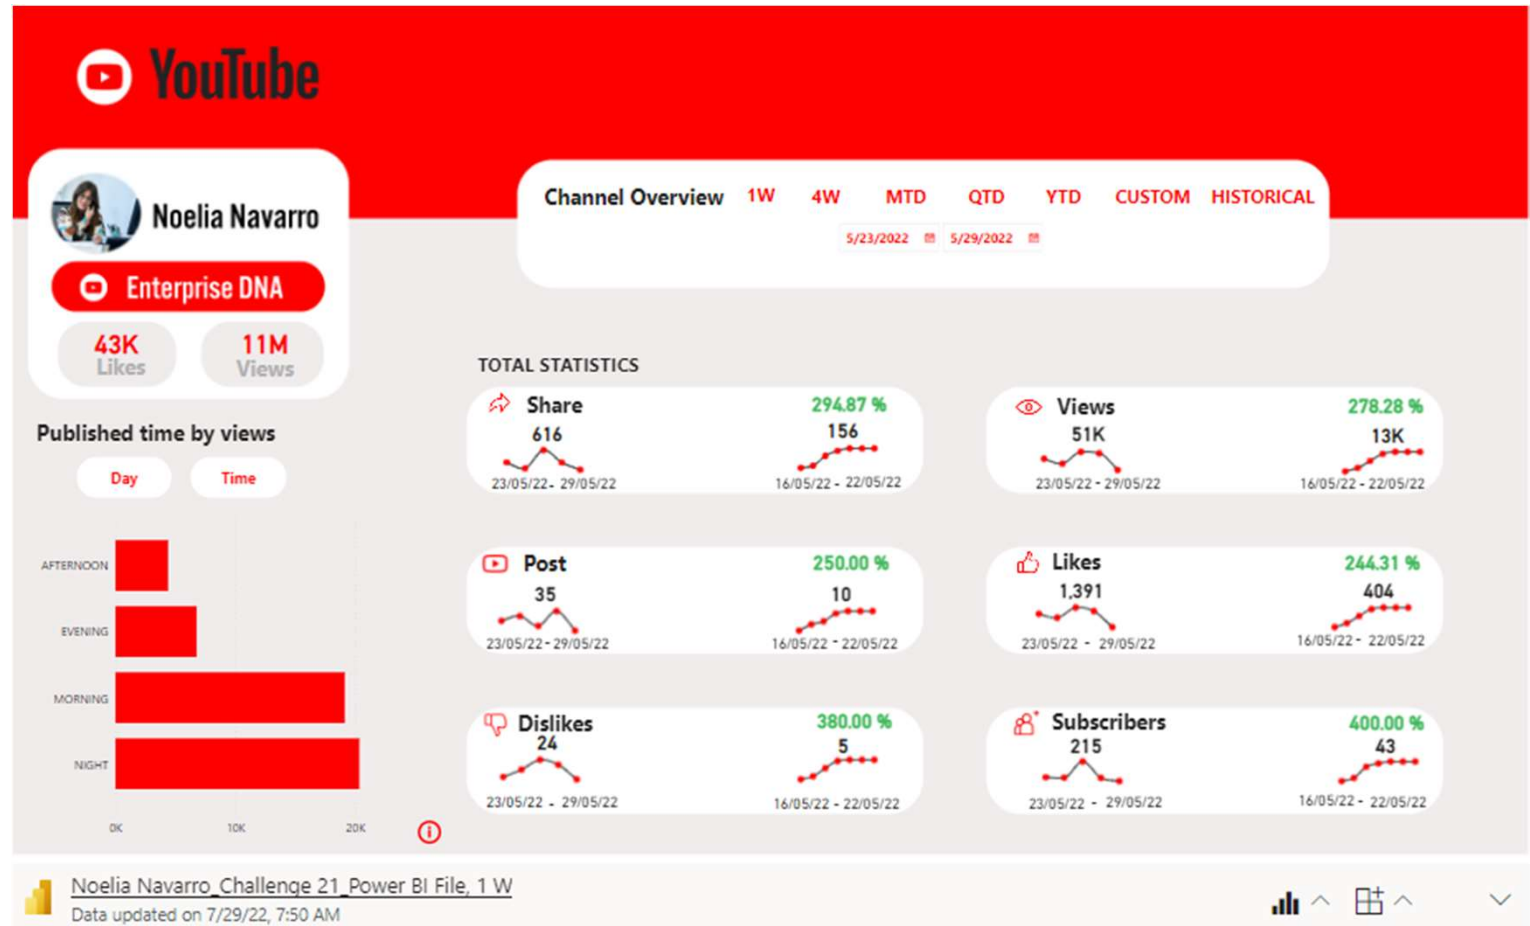 YouTube
Noelia Navarro
Enterprise DNA
43K
Likes
11M
Views
Channel Overview 1W 4W MTD QTD YTD CUSTOM HISTORICAL
5/23/2022 5/29/2022
Published time by views
Day Time
AFTERNOON
EVENING
MORNING
NIGHT
0K 10K 20K
TOTAL STATISTICS
Share 294.87 %
616 156
23/05/22- 29/05/22 16/05/22 - 22/05/22
Views 278.28 %
51K 13K
23/05/22 - 29/05/22 16/05/22 - 22/05/22
Post 250.00 %
35 10
23/05/22 - 29/05/22 16/05/22 - 22/05/22
Likes 244.31 %
1,391 404
23/05/22 - 29/05/22 16/05/22 - 22/05/22
Dislikes 380.00 %
24 5
23/05/22 - 29/05/22 16/05/22 - 22/05/22
Subscribers 400.00 %
215 43
23/05/22 - 29/05/22 16/05/22 - 22/05/22
Noelia Navarro_Challenge 21_Power BI File, 1 W
Data updated on 7/29/22, 7:50 AM